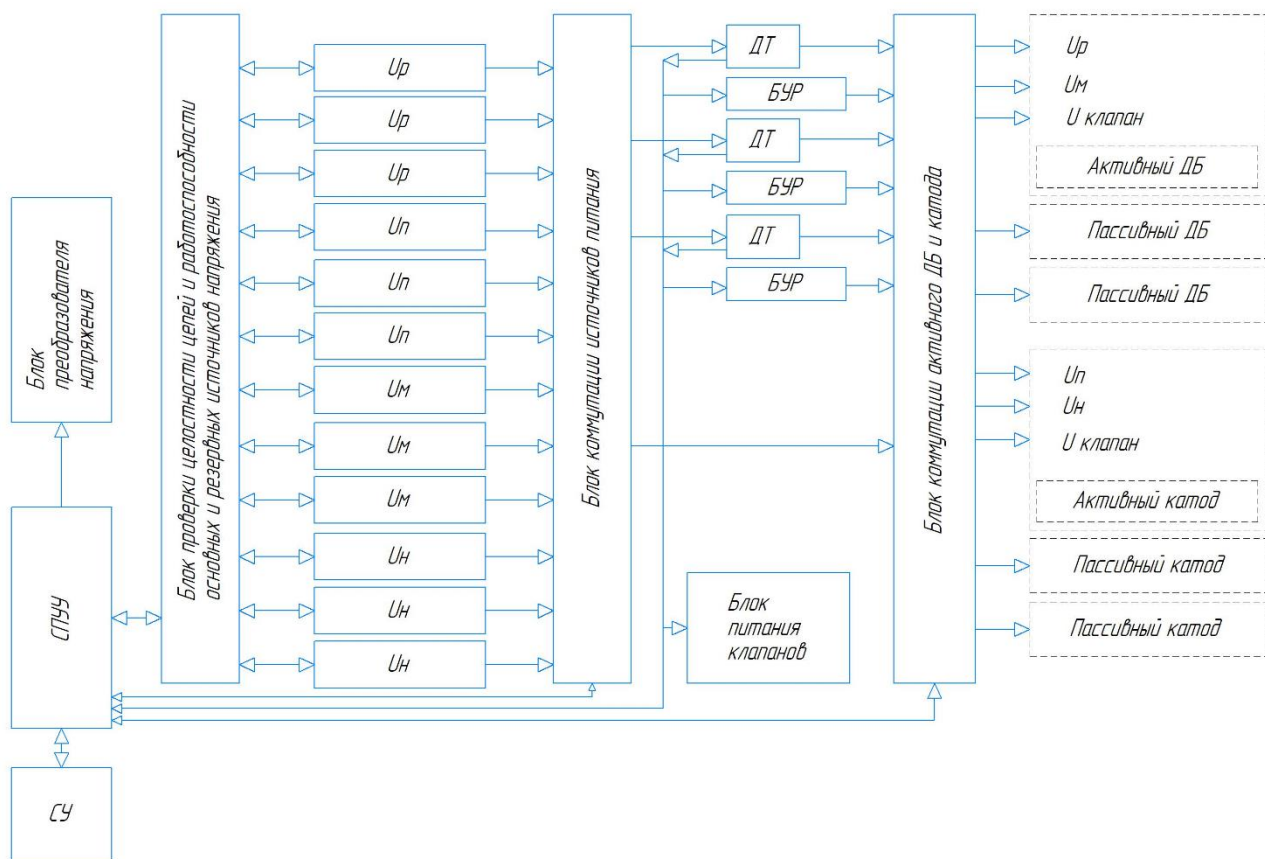 Блок
преобразователя
напряжения
СПУУ
СУ
Блок проверки целостности цепей и работоспособности
основных и резервных источников напряжения
Uр
Uр
Uр
Uп
Uп
Uп
Uм
Uм
Uм
Uн
Uн
Uн
Блок коммутации источников питания
ДТ
БУР
ДТ
БУР
ДТ
БУР
Блок
питания
клапанов
Блок коммутации активного ДБ и катода
Uр
Uм
U клапан
Активный ДБ
Пассивный ДБ
Пассивный ДБ
Uп
Uн
U клапан
Активный катод
Пассивный катод
Пассивный катод